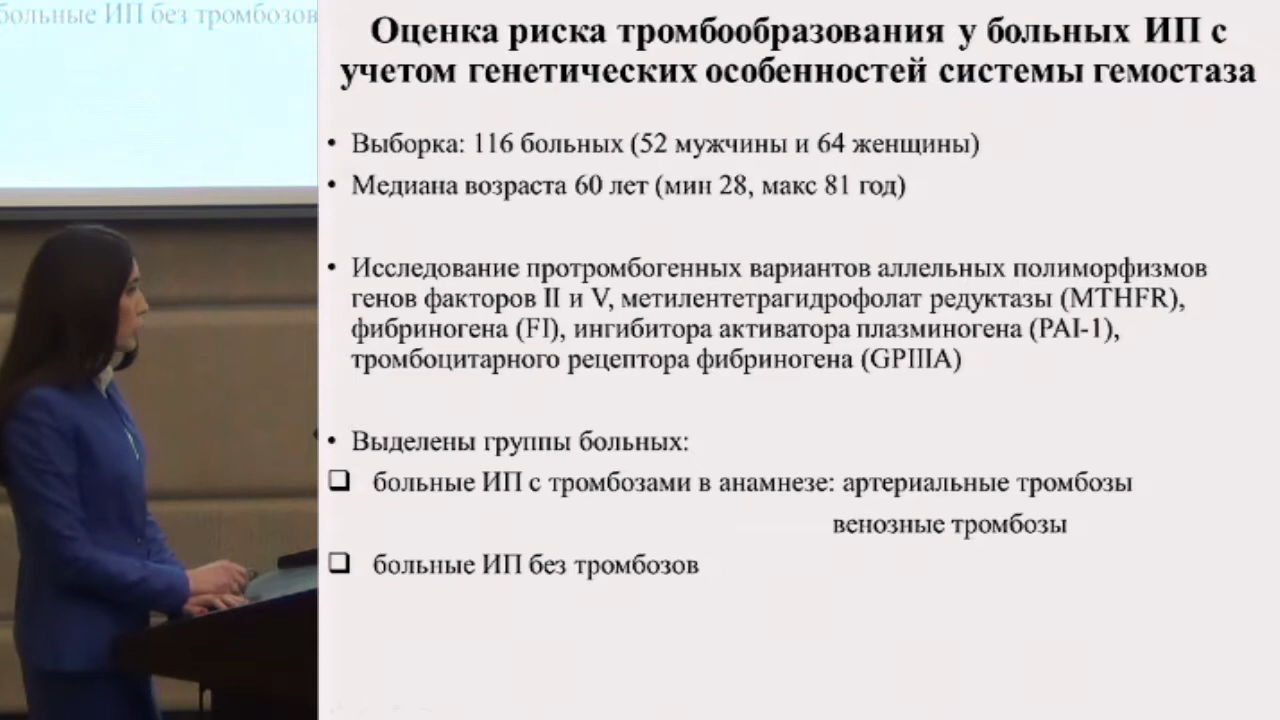 больные ИП без тромбозов
Оценка риска тромбообразования у больных ИП с
учетом генетических особенностей системы гемостаза
• Выборка: 116 больных (52 мужчины и 64 женщины)
• Медиана возраста 60 лет (мин 28, макс 81 год)
• Исследование протромбогенных вариантов аллельных полиморфизмов
генов факторов II и V, метилентетрагидрофолат редуктазы (MTHFR),
фибриногена (FI), ингибитора активатора плазминогена (PAI-1),
тромбоцитарного рецептора фибриногена (GPIIIA)
• Выделены группы больных:
❑ больные ИП с тромбозами в анамнезе: артериальные тромбозы
венозные тромбозы
❑ больные ИП без тромбозов